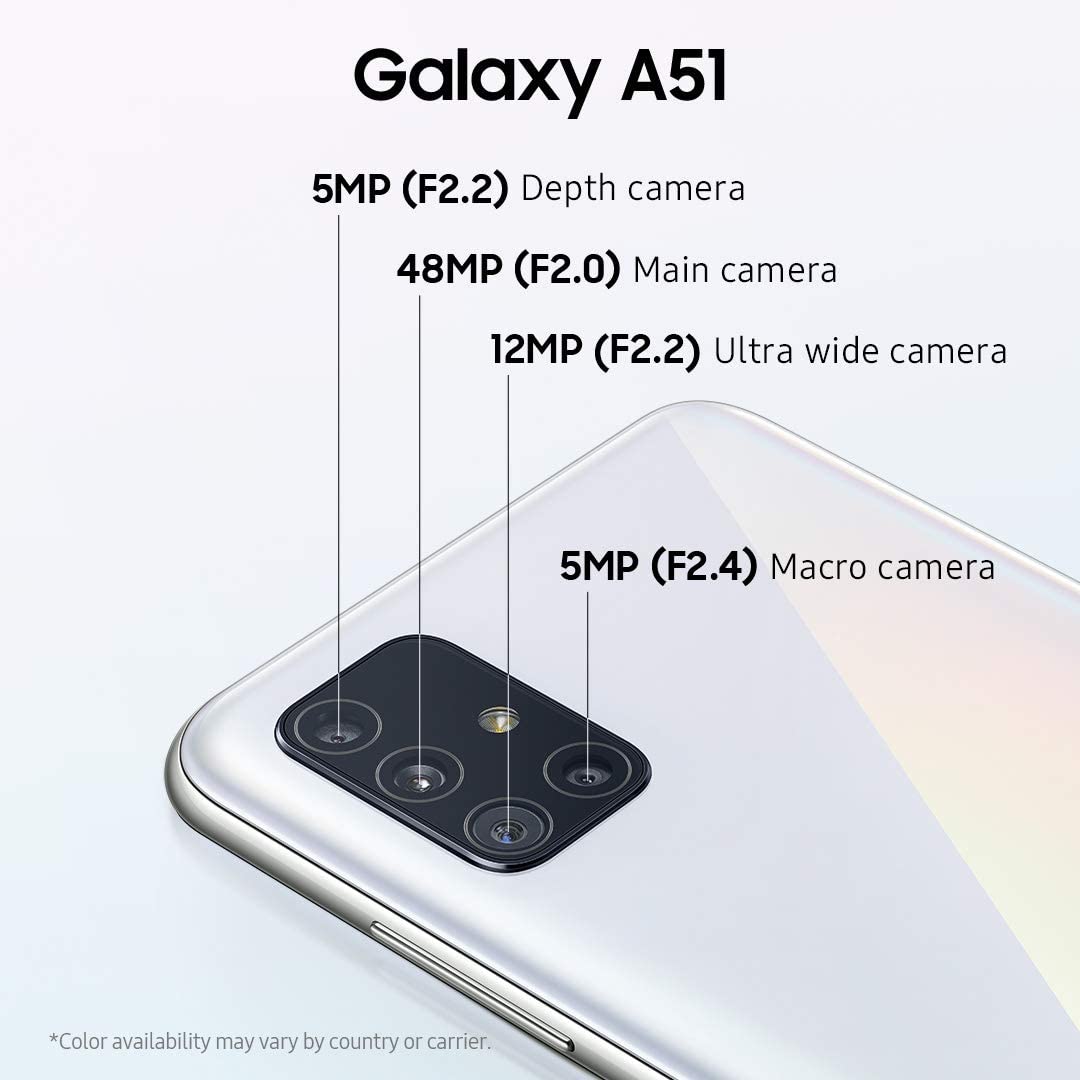 Galaxy A51
5MP (F2.2) Depth camera
48MP (F2.0) Main camera
12MP (F2.2) Ultra wide camera
5MP (F2.4) Macro camera
*Color availability may vary by country or carrier.